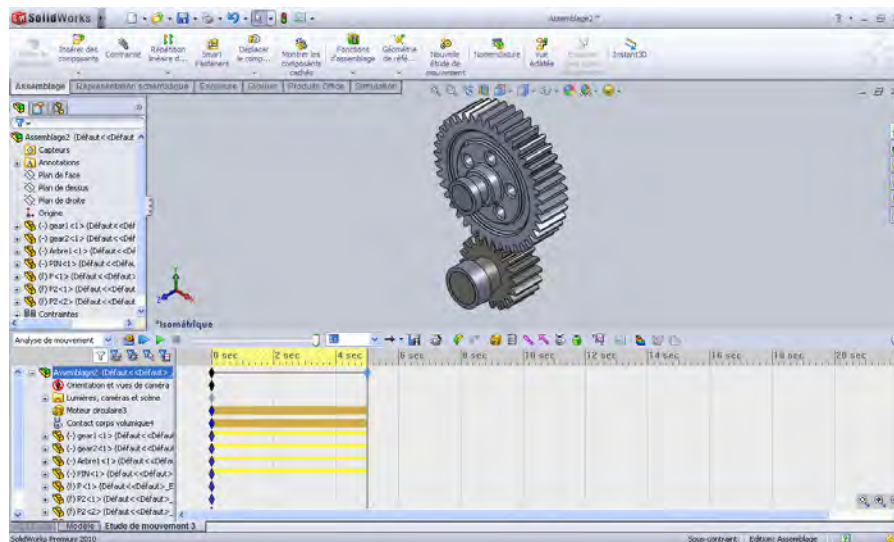 SolidWorks
Assemblage2 *
Insérer des composants
Contrainte
Répétition linéaire d...
Smart Fasteners
Déplacer le comp...
Montrer les composants cachés
Fonctions d'assemblage
Géométrie de réfé...
Nouvelle étude de mouvement
Nomenclature
Vue éclatée
Instant3D
Assemblage
Représentation schématique
Esquisse
Evaluer
Produits Office
Simulation
Assemblage2 (Défaut<<Défaut
Capteurs
Annotations
Plan de face
Plan de dessus
Plan de droite
Origine
(-) gear1<1> (Défaut<<Déf
(-) gear2<1> (Défaut<<Déf
(-) Arbre1<1> (Défaut<<Dé
(-) PIN<1> (Défaut<<Défau
(f) P<1> (Défaut<<Défaut>
(f) P2<1> (Défaut<<Défaut
(f) P2<2> (Défaut<<Défaut
Contraintes
*Isométrique
Analyse de mouvement
0 sec 2 sec 4 sec 6 sec 8 sec 10 sec 12 sec 14 sec 16 sec 18 sec 20 sec
Assemblage2 (Défaut<<Défaut>_
Orientation et vues de caméra
Lumières, caméras et scène
Moteur circulaire3
Contact corps volumique4
(-) gear1<1> (Défaut<<Défau
(-) gear2<1> (Défaut<<Défau
(-) Arbre1<1> (Défaut<<Défa
(-) PIN<1> (Défaut<<Défaut>
(f) P<1> (Défaut<<Défaut>_E
(f) P2<1> (Défaut<<Défaut>_
(f) P2<2> (Défaut<<Défaut>_
Modèle
Etude de mouvement 3
SolidWorks Premium 2010
Sous-contraint
Edition: Assemblage